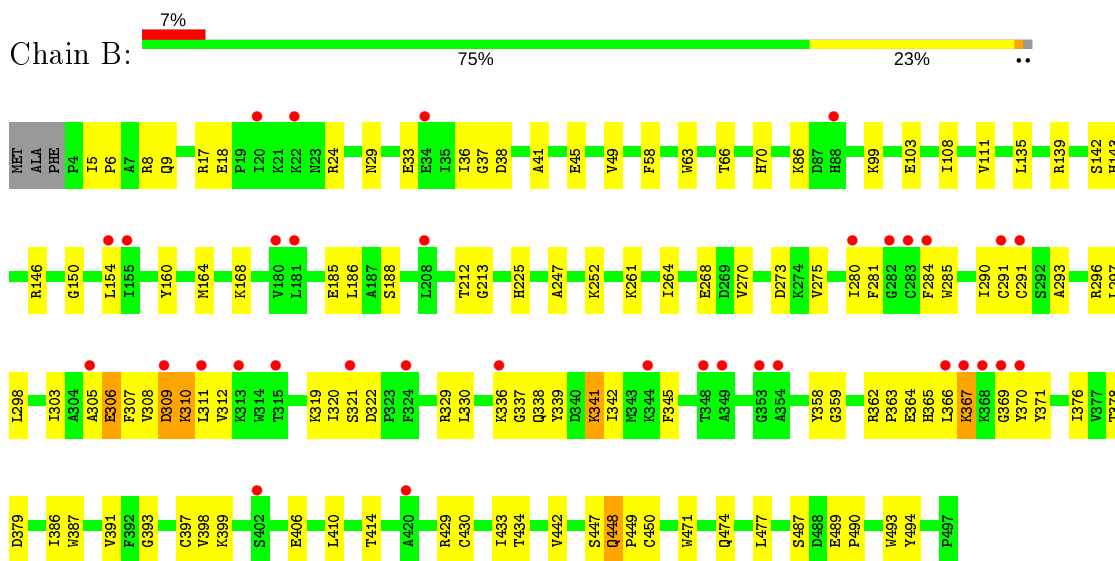 7%
Chain B:
75% 23% ••
MET ALA PHE P4 I5 P6 A7 R8 Q9 R17 E18 P19 I20 K21 K22 N23 R24 N29 E33 E34 I35 I36 G37 D38 A41 E45 V49 F58 W63 T66 H70 K86 D87 H88 K99 E103 I108 V111 L135 R139 S142 H143
R146 G150 L154 I155 Y160 M164 K168 V180 L181 E185 L186 A187 S188 L208 T212 G213 H225 A247 K252 K261 I264 E268 D269 V270 D273 K274 V275 I280 F281 G282 C283 F284 W285 I290 C291 C291 S292 A293 R296 L297
L298 I303 A304 A305 E306 F307 V308 D309 K310 L311 V312 K313 W314 T315 K319 I320 S321 D322 P323 F324 R329 L330 K336 G337 Q338 Y339 D340 K341 I342 M343 K344 F345 T348 A349 G353 A354 Y358 G359 R362 P363 E364 H365 L366 K367 K368 G369 Y370 Y371 I376 V377 T378
D379 I386 W387 V391 F392 G393 C397 V398 K399 S402 E406 L410 T414 A420 R429 C430 I433 T434 V442 S447 Q448 P449 C450 W471 Q474 L477 S487 D488 E489 P490 W493 Y494 P497